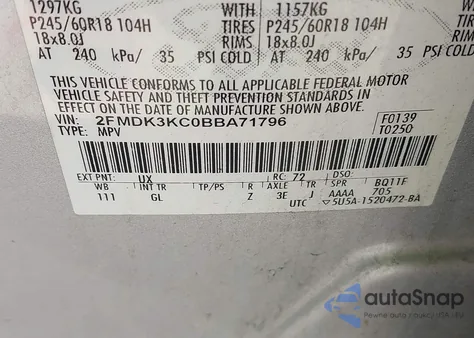 1297KG WITH 1157KG WITH
P245/60R18 104H TIRES P245/60R18 104H TIRES
18x8.0J RIMS 18x8.0J RIMS
AT 240 kPa/ 35 PSI COLD AT 240 kPa/ 35 PSI COLD
THIS VEHICLE CONFORMS TO ALL APPLICABLE FEDERAL MOTOR
VEHICLE SAFETY AND THEFT PREVENTION STANDARDS IN
EFFECT ON THE DATE OF MANUFACTURE SHOWN ABOVE.
VIN: 2FMDK3KC0BBA71796 F0139
TYPE: MPV T0250
EXT PNT: UX RC: 72 DSO:
WB INT TR TP/PS R AXLE TR SPR BQ11F
111 GL Z 3E J AAAA 705
UTC ▽5U5A-1520472-BA
autoSnap